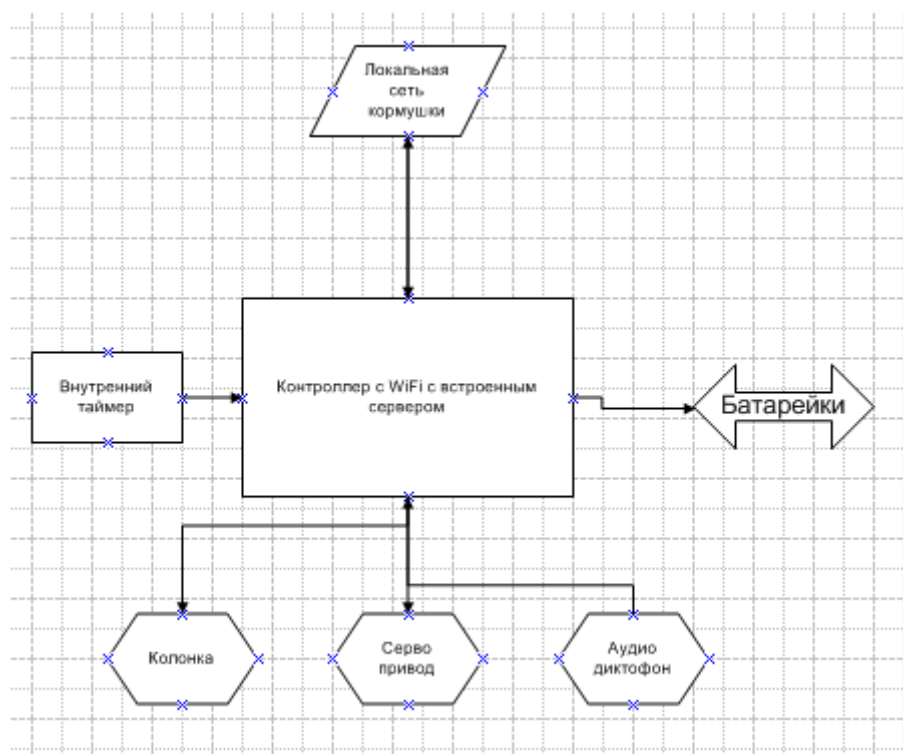 Локальная
сеть
кормушки
Внутренний
таймер
Контроллер с WiFi с встроенным
сервером
Батарейки
Колонка
Серво
привод
Аудио
диктофон